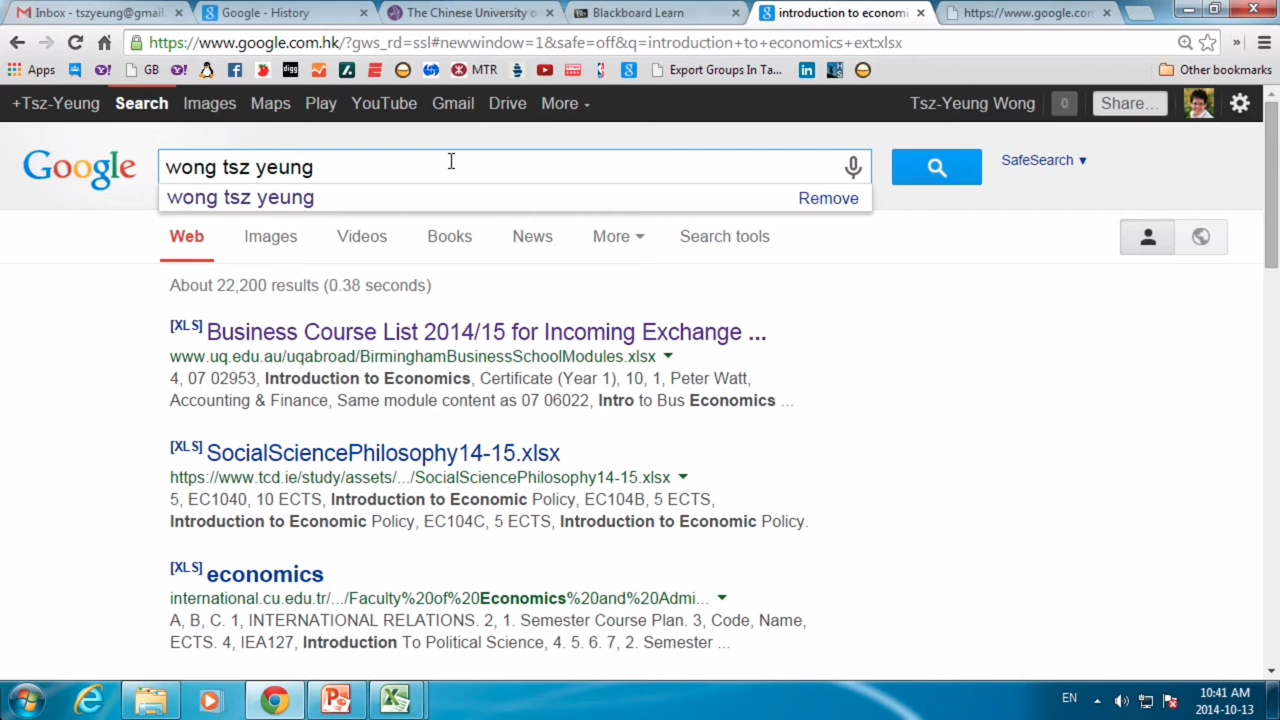 Inbox - tszyeung@gmail.
Google - History
The Chinese University o
Blackboard Learn
introduction to economi
https://www.google.con
https://www.google.com.hk/?gws_rd=ssl#newwindow=1&safe=off&q=introduction+to+economics+ext:xlsx
Apps GB digg MTR Export Groups In Ta... Other bookmarks
+Tsz-Yeung Search Images Maps Play YouTube Gmail Drive More Tsz-Yeung Wong 0 Share...
Google wong tsz yeung SafeSearch
wong tsz yeung Remove
Web Images Videos Books News More Search tools
About 22,200 results (0.38 seconds)
[XLS] Business Course List 2014/15 for Incoming Exchange ...
www.uq.edu.au/uqabroad/BirminghamBusinessSchoolModules.xlsx
4, 07 02953, Introduction to Economics, Certificate (Year 1), 10, 1, Peter Watt,
Accounting & Finance, Same module content as 07 06022, Intro to Bus Economics ...
[XLS] SocialSciencePhilosophy14-15.xlsx
https://www.tcd.ie/study/assets/.../SocialSciencePhilosophy14-15.xlsx
5, EC1040, 10 ECTS, Introduction to Economic Policy, EC104B, 5 ECTS,
Introduction to Economic Policy, EC104C, 5 ECTS, Introduction to Economic Policy.
[XLS] economics
international.cu.edu.tr/.../Faculty%20of%20Economics%20and%20Admi...
A, B, C. 1, INTERNATIONAL RELATIONS. 2, 1. Semester Course Plan. 3, Code, Name,
ECTS. 4, IEA127, Introduction To Political Science, 4. 5. 6. 7, 2. Semester ...
EN 10:41 AM
2014-10-13